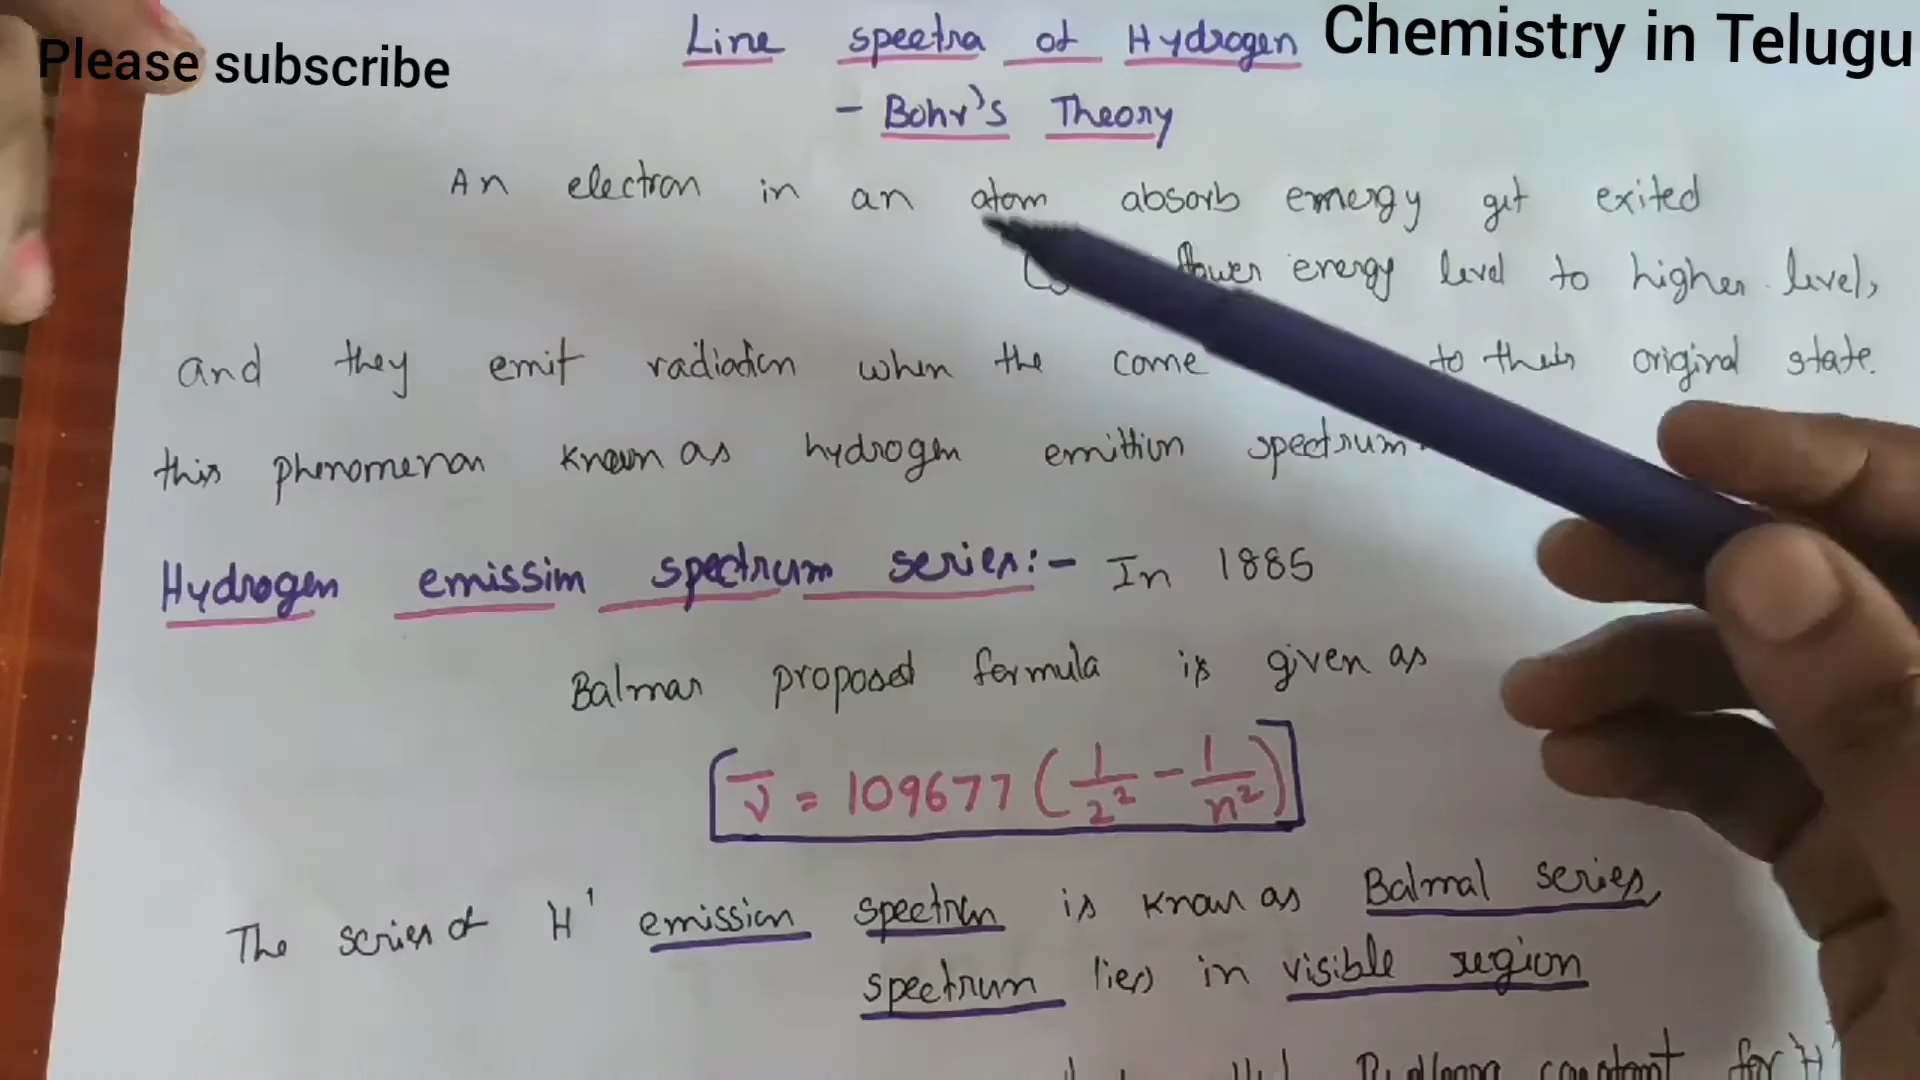 Please subscribe
Chemistry in Telugu
Line spectra of Hydrogen
- Bohr's Theory
An electron in an atom absorb energy get exited
lower energy level to higher level,
and they emit radiation when the come to their original state.
this phenomenon known as hydrogen emittion spectrum
Hydrogen emission spectrum series:- In 1885
Balmar proposed formula is given as
ν̅ = 109677 (1/2² - 1/n²)
The series of H' emission spectrum is known as Balmal series,
spectrum lies in visible region
constant for H'